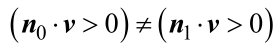 (n₀ · v > 0) ≠ (n₁ · v > 0)